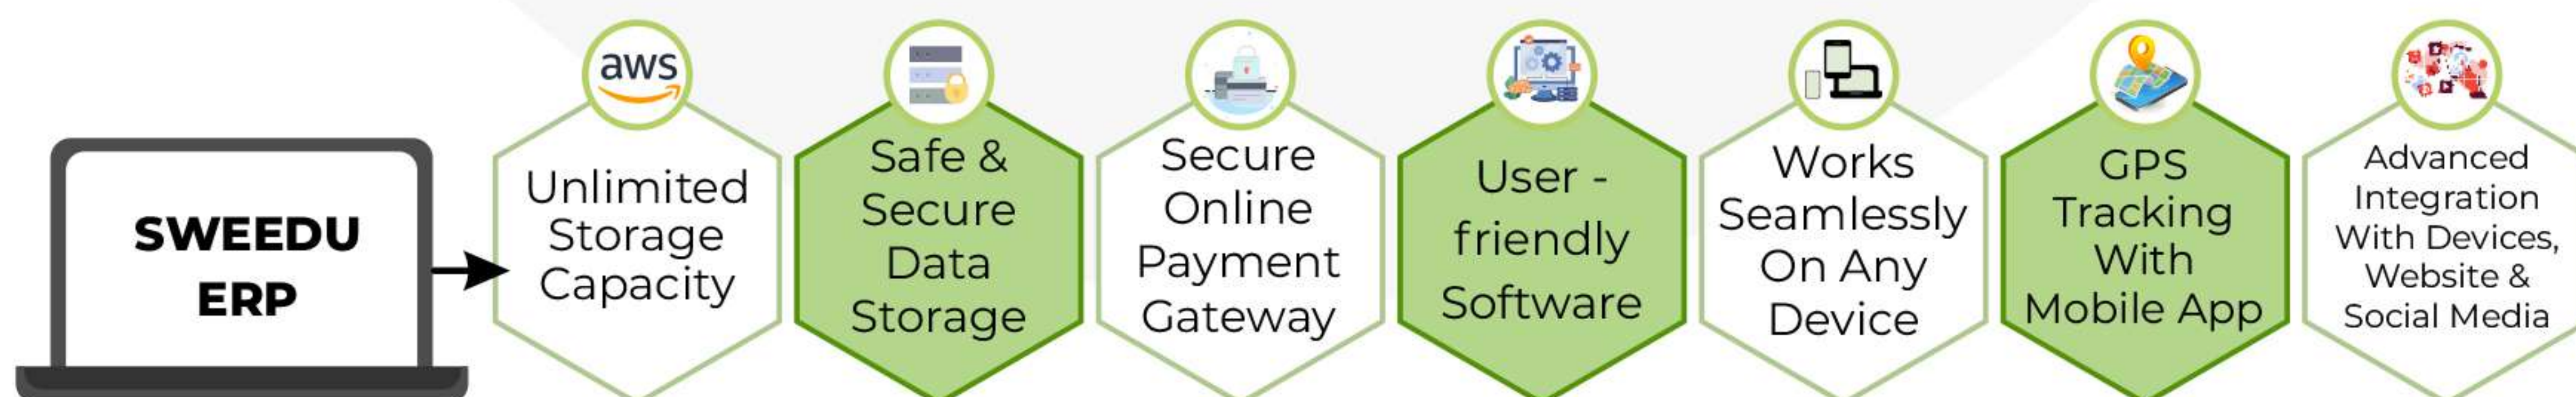 SWEEDU
ERP
aws
Unlimited
Storage
Capacity
Safe &
Secure
Data
Storage
Secure
Online
Payment
Gateway
User -
friendly
Software
Works
Seamlessly
On Any
Device
GPS
Tracking
With
Mobile App
Advanced
Integration
With Devices,
Website &
Social Media